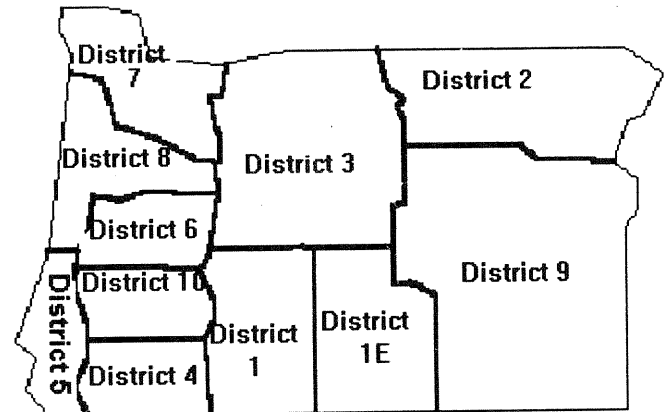 District
7
District 2
District 8
District 3
District 6
District 9
District 10
District 5
District
1
District
1E
District 4